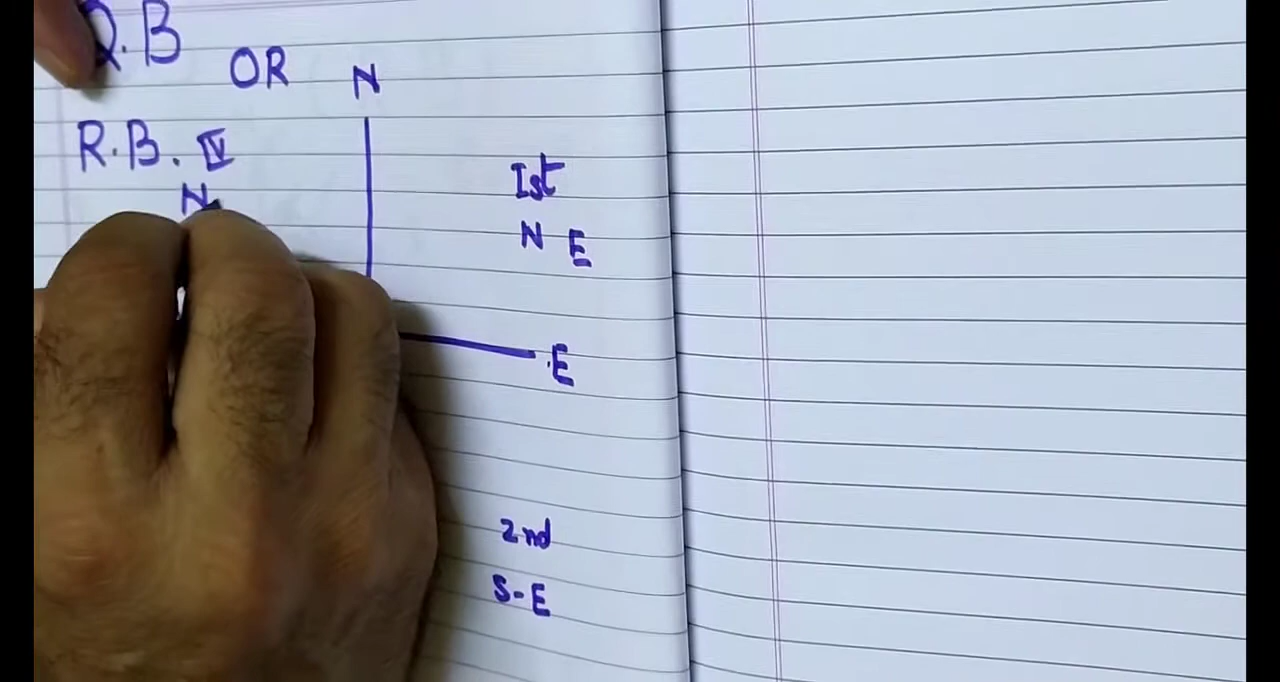 Q.B
OR N
R.B. IV
N
Ist
N E
.E
2nd
S-E